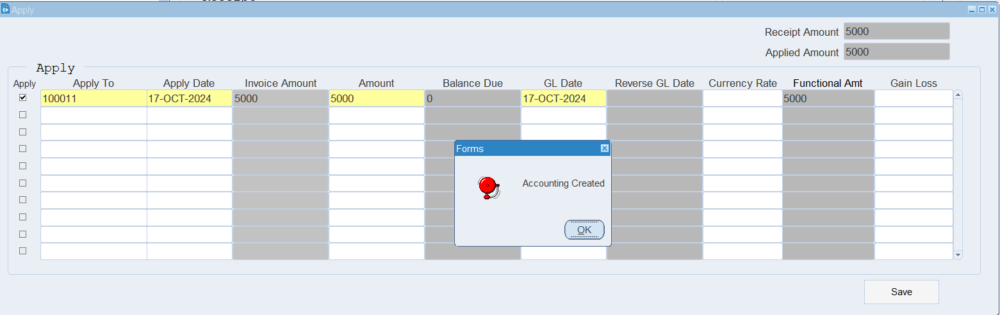 Apply
Receipt Amount 5000
Applied Amount 5000
Apply
Apply Apply To Apply Date Invoice Amount Amount Balance Due GL Date Reverse GL Date Currency Rate Functional Amt Gain Loss
100011 17-OCT-2024 5000 5000 0 17-OCT-2024 5000
Forms
Accounting Created
OK
Save